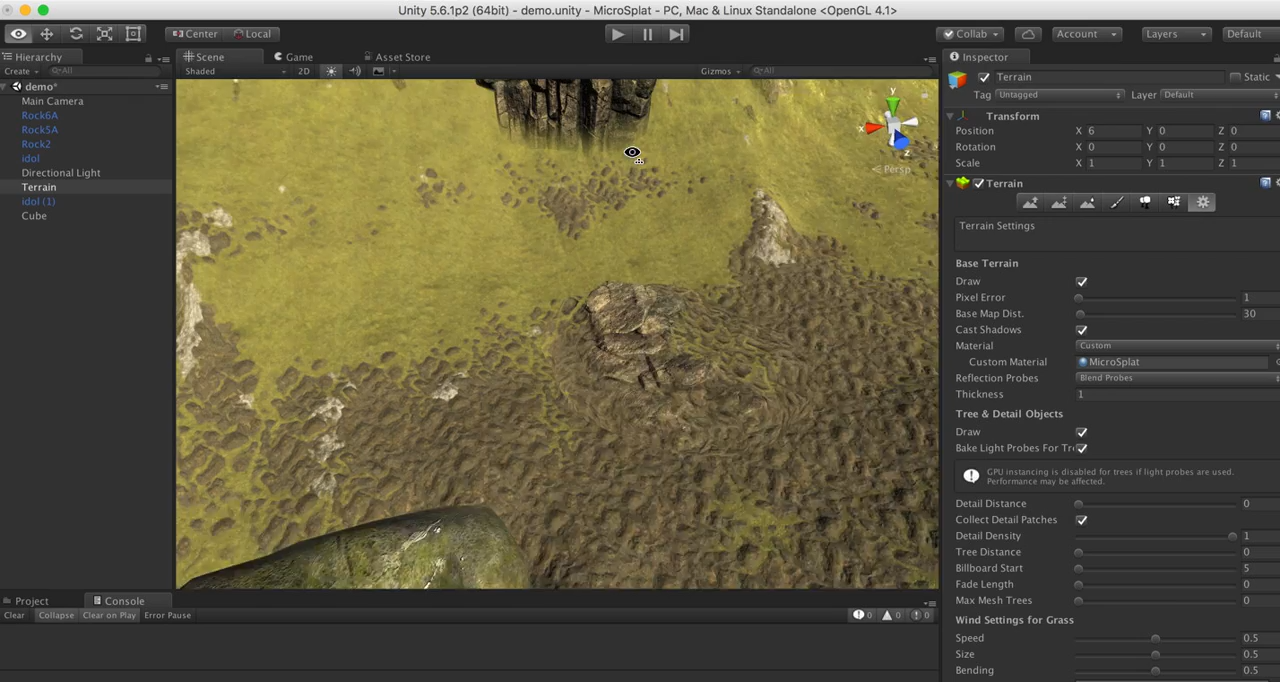 Unity 5.6.1p2 (64bit) - demo.unity - MicroSplat - PC, Mac & Linux Standalone <OpenGL 4.1>
Center Local Collab Account Layers Default
Hierarchy Scene Game Asset Store Inspector
Create All Shaded 2D Gizmos All Terrain Static
demo*
Main Camera
Rock6A
Rock5A
Rock2
idol
Directional Light
Terrain
idol (1)
Cube
y
x
z
Persp
Tag Untagged Layer Default
Transform
Position X 6 Y 0 Z 0
Rotation X 0 Y 0 Z 0
Scale X 1 Y 1 Z 1
Terrain
Terrain Settings
Base Terrain
Draw
Pixel Error 1
Base Map Dist. 30
Cast Shadows
Material Custom
Custom Material MicroSplat
Reflection Probes Blend Probes
Thickness 1
Tree & Detail Objects
Draw
Bake Light Probes For Tre
GPU instancing is disabled for trees if light probes are used.
Performance may be affected.
Detail Distance 0
Collect Detail Patches
Detail Density 1
Tree Distance 0
Billboard Start 5
Fade Length 0
Max Mesh Trees 0
Wind Settings for Grass
Speed 0.5
Size 0.5
Bending 0.5
Project Console
Clear Collapse Clear on Play Error Pause 0 0 0